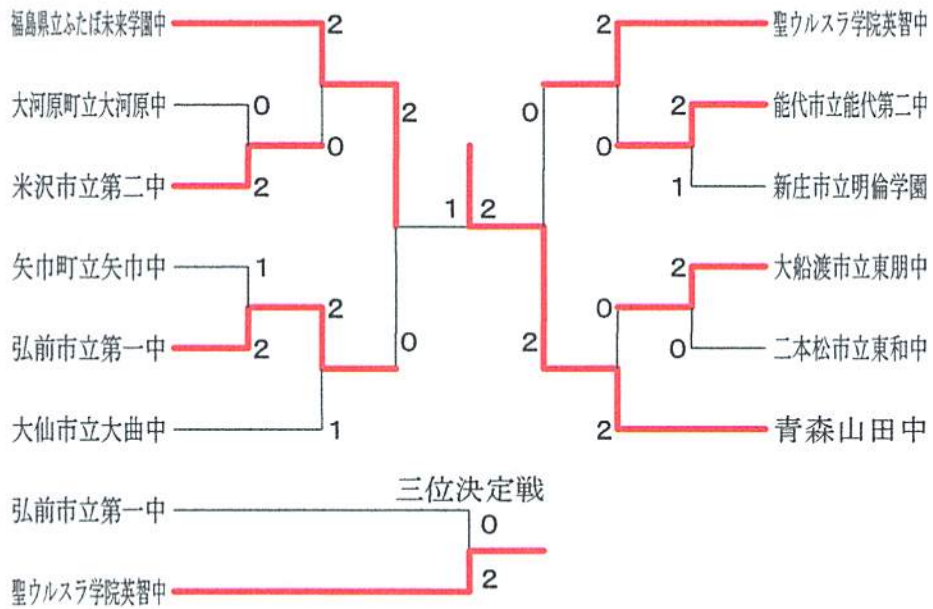 福島県立ふたば未来学園中 2 2 聖ウルスラ学院英智中
大河原町立大河原中 0 2 0 2 能代市立能代第二中
0 0
米沢市立第二中 2 1 新庄市立明倫学園
1 2
矢巾町立矢巾中 1 2 大船渡市立東朋中
2 0
弘前市立第一中 2 0 2 0 二本松市立東和中
大仙市立大曲中 1 2 青森山田中
三位決定戦
弘前市立第一中 0
聖ウルスラ学院英智中 2